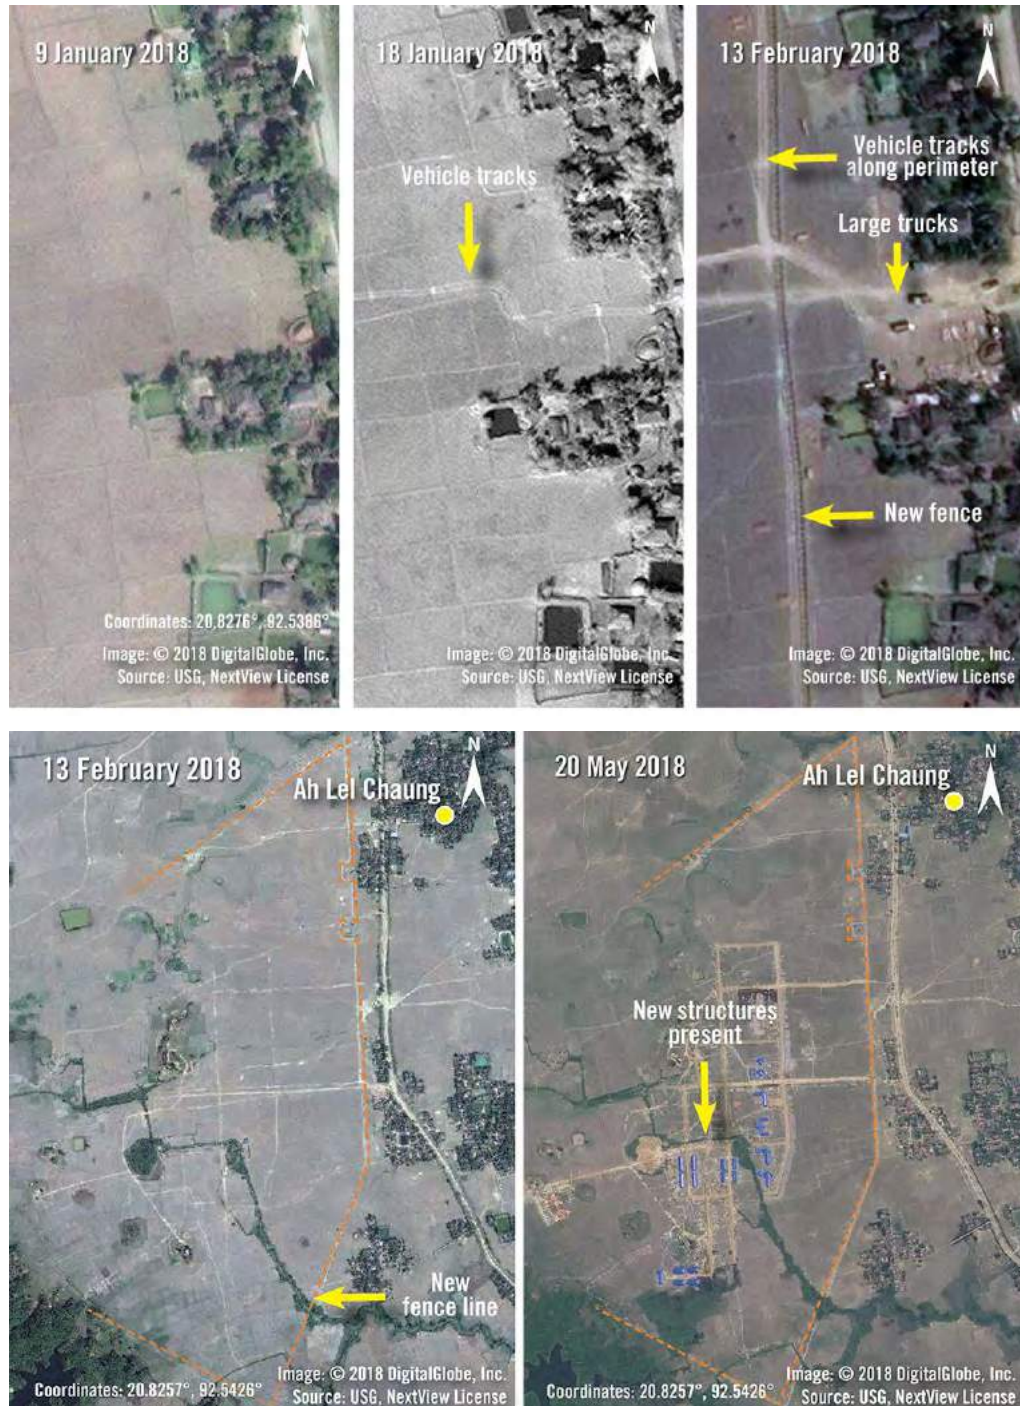 9 January 2018
N
Coordinates: 20.8276°, 92.5386°
Image: © 2018 DigitalGlobe, Inc.
Source: USG, NextView License
18 January 2018
N
Vehicle tracks
Image: © 2018 DigitalGlobe, Inc.
Source: USG, NextView License
13 February 2018
N
Vehicle tracks
along perimeter
Large trucks
New fence
Image: © 2018 DigitalGlobe, Inc.
Source: USG, NextView License
13 February 2018
N
Ah Lel Chaung
New
fence line
Image: © 2018 DigitalGlobe, Inc.
Coordinates: 20.8257°, 92.5426°
Source: USG, NextView License
20 May 2018
N
Ah Lel Chaung
New structures
present
Image: © 2018 DigitalGlobe, Inc.
Coordinates: 20.8257°, 92.5426°
Source: USG, NextView License